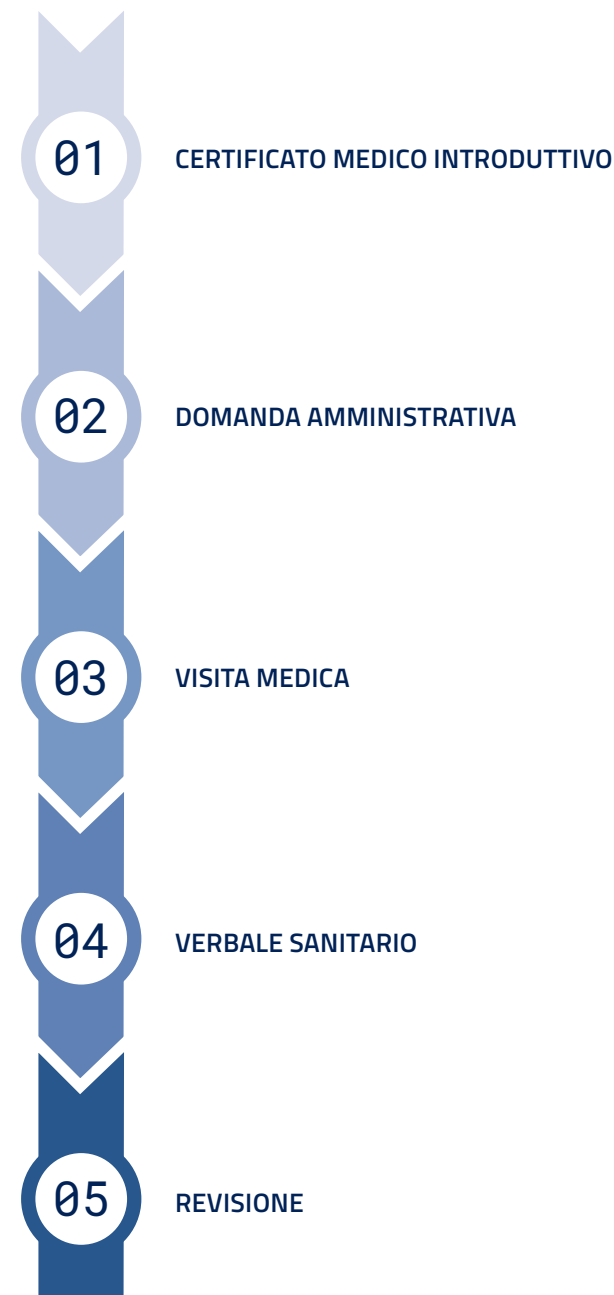 01
CERTIFICATO MEDICO INTRODUTTIVO
02
DOMANDA AMMINISTRATIVA
03
VISITA MEDICA
04
VERBALE SANITARIO
05
REVISIONE